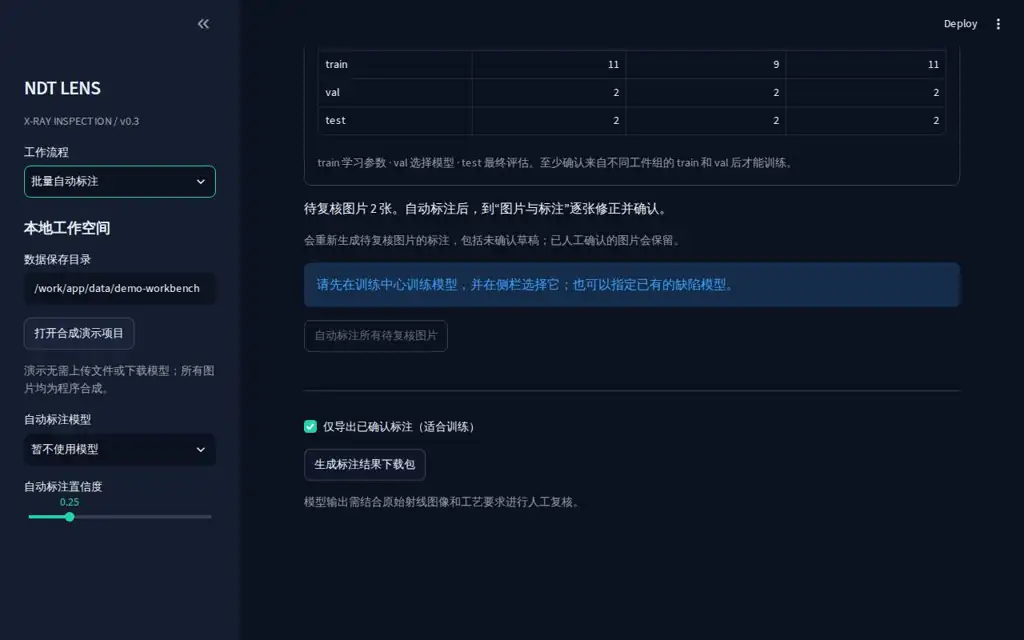 Deploy
NDT LENS
X-RAY INSPECTION / v0.3
工作流程
批量自动标注
本地工作空间
数据保存目录
/work/app/data/demo-workbench
打开合成演示项目
演示无需上传文件或下载模型；所有图
片均为程序合成。
自动标注模型
暂不使用模型
自动标注置信度
0.25
train 11 9 11
val 2 2 2
test 2 2 2
train 学习参数 · val 选择模型 · test 最终评估。至少确认来自不同工件组的 train 和 val 后才能训练。
待复核图片 2 张。自动标注后，到“图片与标注”逐张修正并确认。
会重新生成待复核图片的标注，包括未确认草稿；已人工确认的图片会保留。
请先在训练中心训练模型，并在侧栏选择它；也可以指定已有的缺陷模型。
自动标注所有待复核图片
仅导出已确认标注（适合训练）
生成标注结果下载包
模型输出需结合原始射线图像和工艺要求进行人工复核。